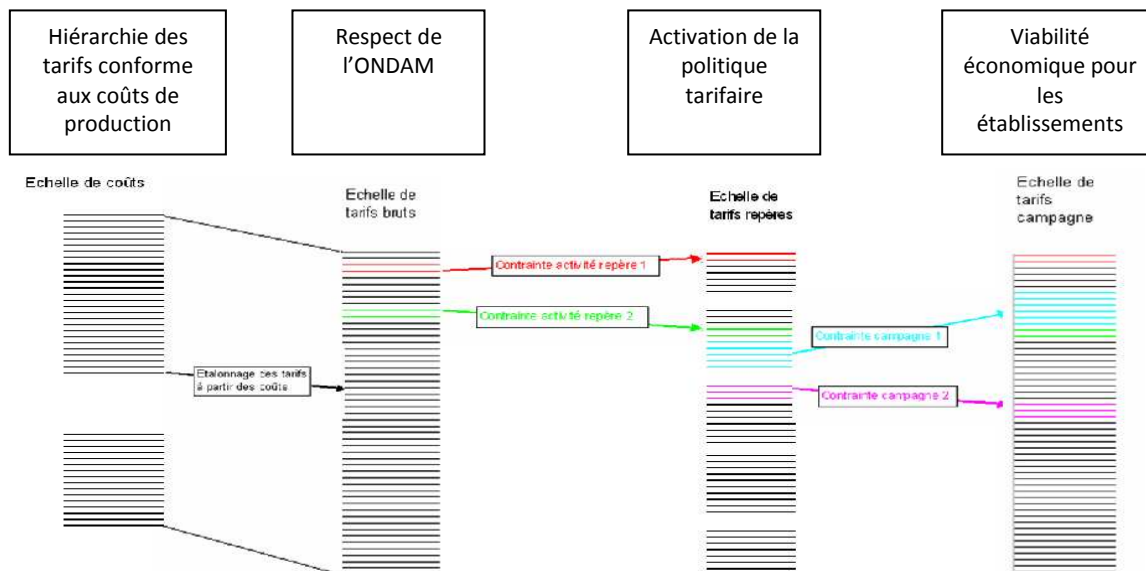 Hiérarchie des
tarifs conforme
aux coûts de
production
Respect de
l’ONDAM
Activation de la
politique
tarifaire
Viabilité
économique pour
les
établissements
Echelle de coûts
Echelle de
tarifs bruts
Echelle de
tarifs repères
Echelle de
tarifs
campagne
Contrainte activité repère 1
Contrainte activité repère 2
Contrainte campagne 1
Etalonnage des tarifs
à partir des coûts
Contrainte campagne 2